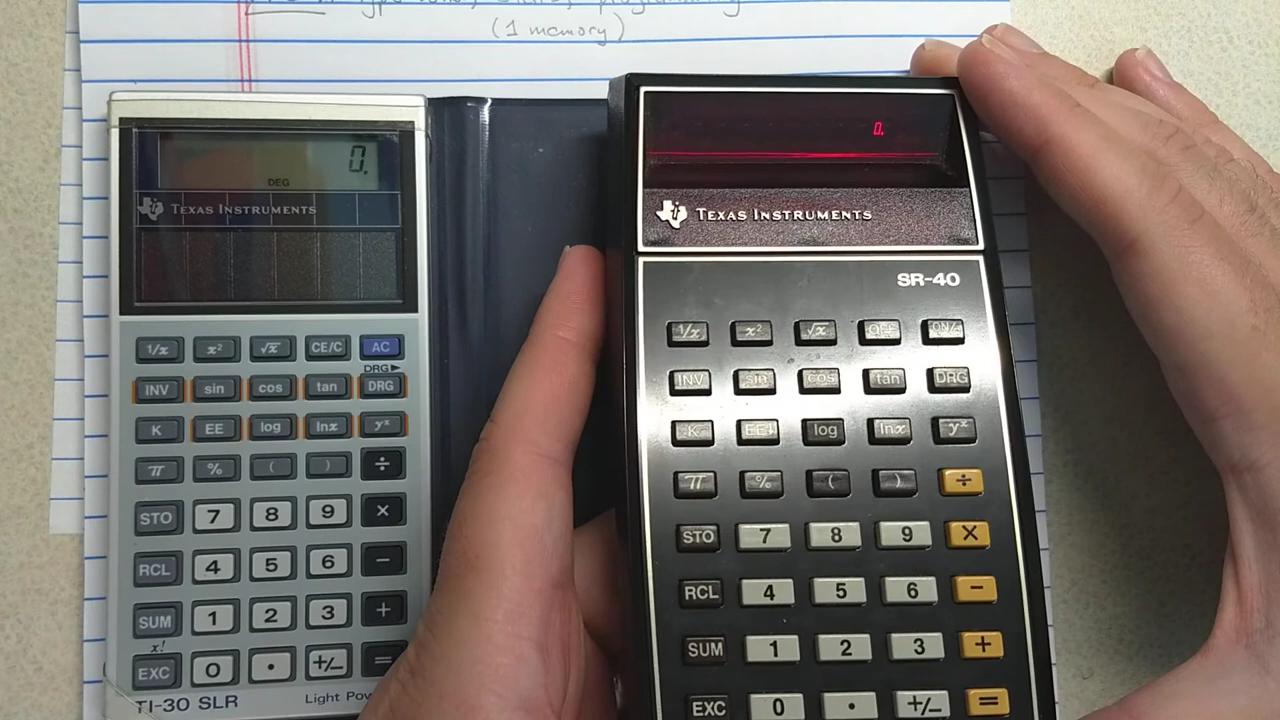 (1 memory)
0.
DEG
TEXAS INSTRUMENTS
1/x x² √x CE/C AC
DRG▶
INV sin cos tan DRG
K EE log lnx yˣ
π % ( ) ÷
STO 7 8 9 ×
RCL 4 5 6 −
SUM 1 2 3 +
x!
EXC 0 . +/− =
TI-30 SLR Light Pow
0.
TEXAS INSTRUMENTS
SR-40
1/x x² √x OFF ON/C
INV sin cos tan DRG
K EE↓ log lnx yˣ
π % ( ) ÷
STO 7 8 9 ×
RCL 4 5 6 −
SUM 1 2 3 +
EXC 0 . +/− =